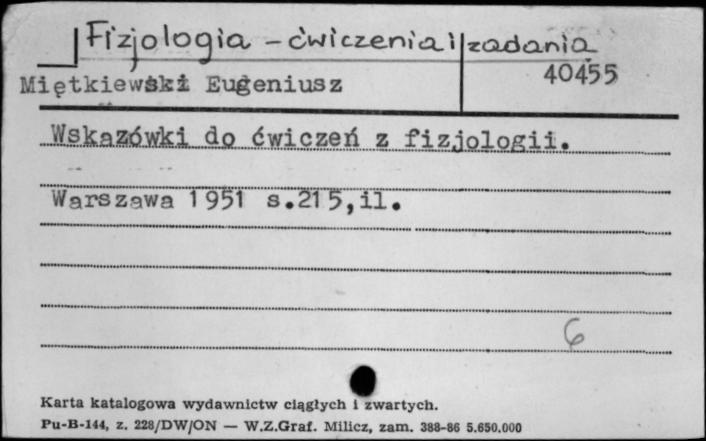 Fizjologia - ćwiczenia i zadania
Miętkiewski Eugeniusz
40455
Wskazówki do ćwiczeń z fizjologii.
Warszawa 1951 s.215,il.
6
Karta katalogowa wydawnictw ciągłych i zwartych.
Pu-B-144, z. 228/DW/ON — W.Z.Graf. Milicz, zam. 388-86 5.650.000